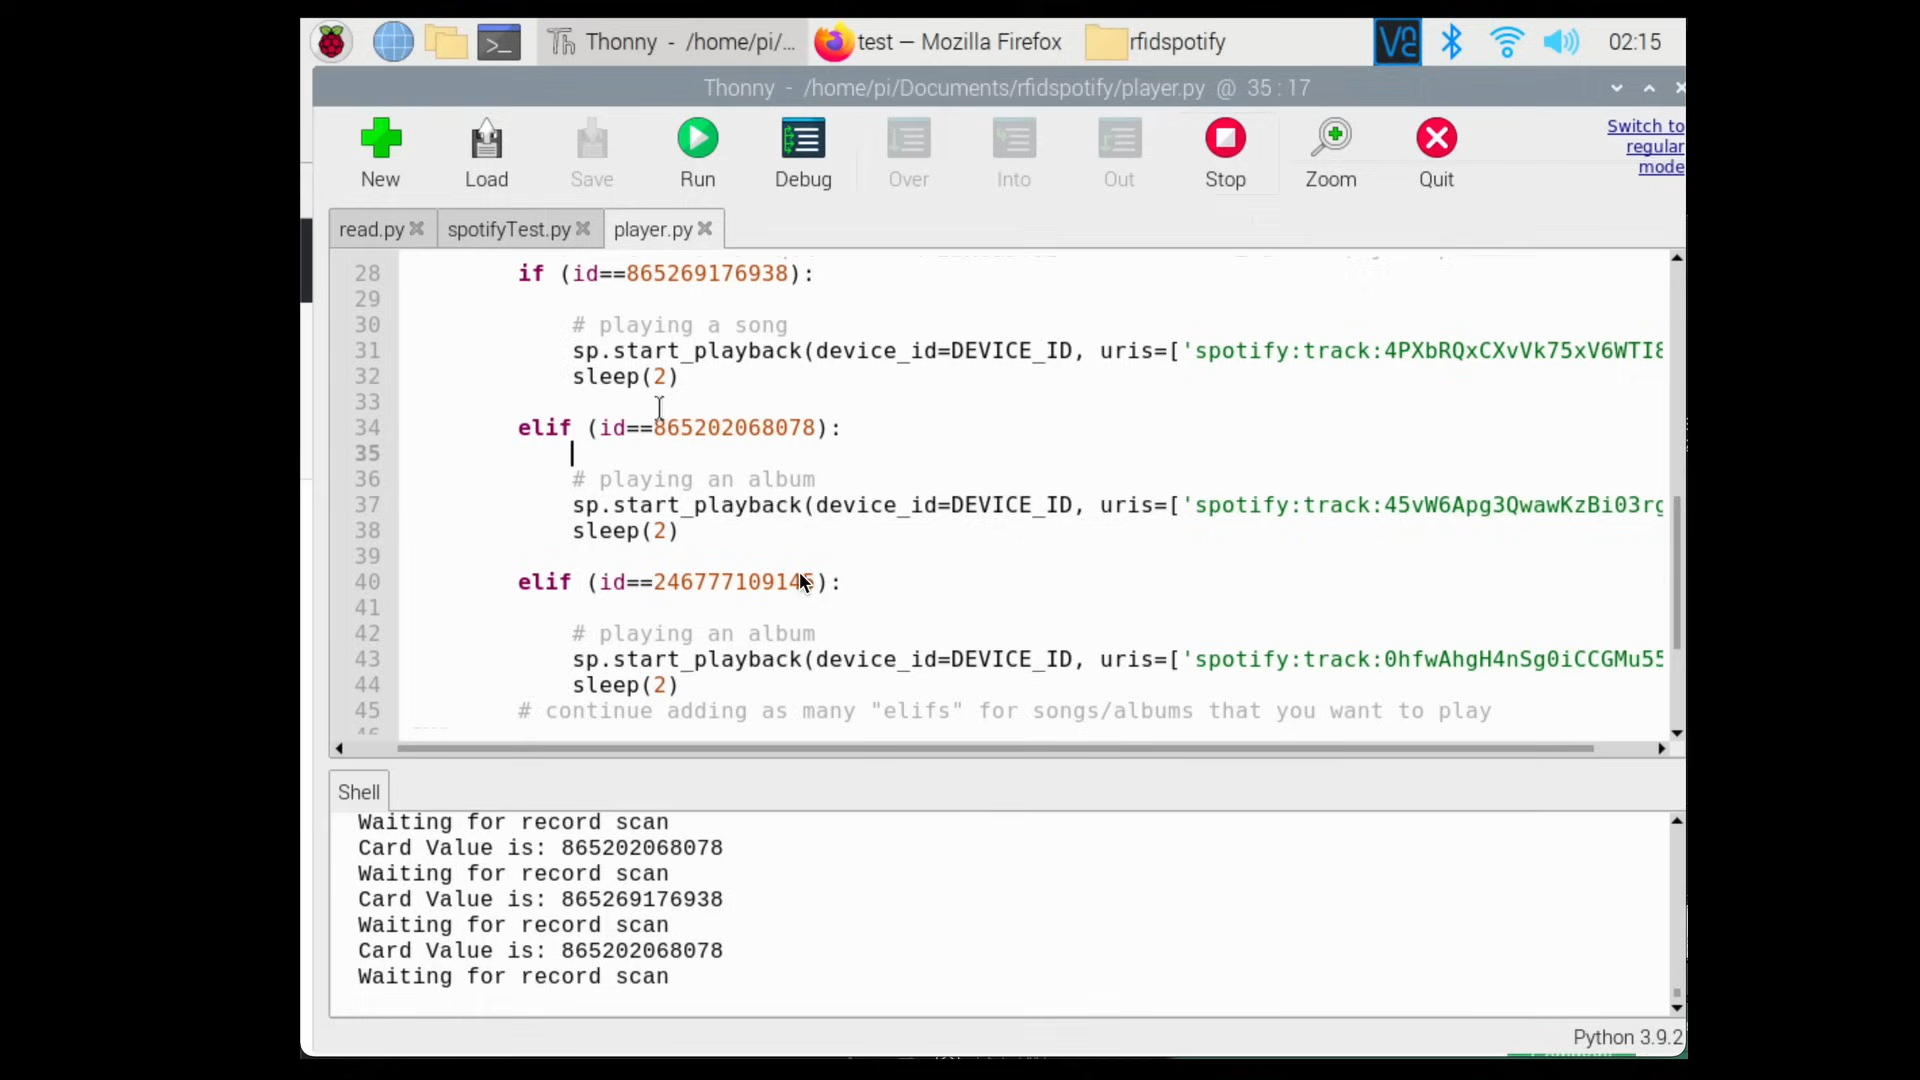 Thonny - /home/pi/...
test — Mozilla Firefox
rfidspotify
02:15
Thonny - /home/pi/Documents/rfidspotify/player.py @ 35 : 17
New
Load
Save
Run
Debug
Over
Into
Out
Stop
Zoom
Quit
Switch to
regular
mode
read.py
spotifyTest.py
player.py
28 if (id==865269176938):
29
30 # playing a song
31 sp.start_playback(device_id=DEVICE_ID, uris=['spotify:track:4PXbRQxCXvVk75xV6WTI8
32 sleep(2)
33
34 elif (id==865202068078):
35
36 # playing an album
37 sp.start_playback(device_id=DEVICE_ID, uris=['spotify:track:45vW6Apg3QwawKzBi03rg
38 sleep(2)
39
40 elif (id==246777109145):
41
42 # playing an album
43 sp.start_playback(device_id=DEVICE_ID, uris=['spotify:track:0hfwAhgH4nSg0iCCGMu55
44 sleep(2)
45 # continue adding as many "elifs" for songs/albums that you want to play
Shell
Waiting for record scan
Card Value is: 865202068078
Waiting for record scan
Card Value is: 865269176938
Waiting for record scan
Card Value is: 865202068078
Waiting for record scan
Python 3.9.2